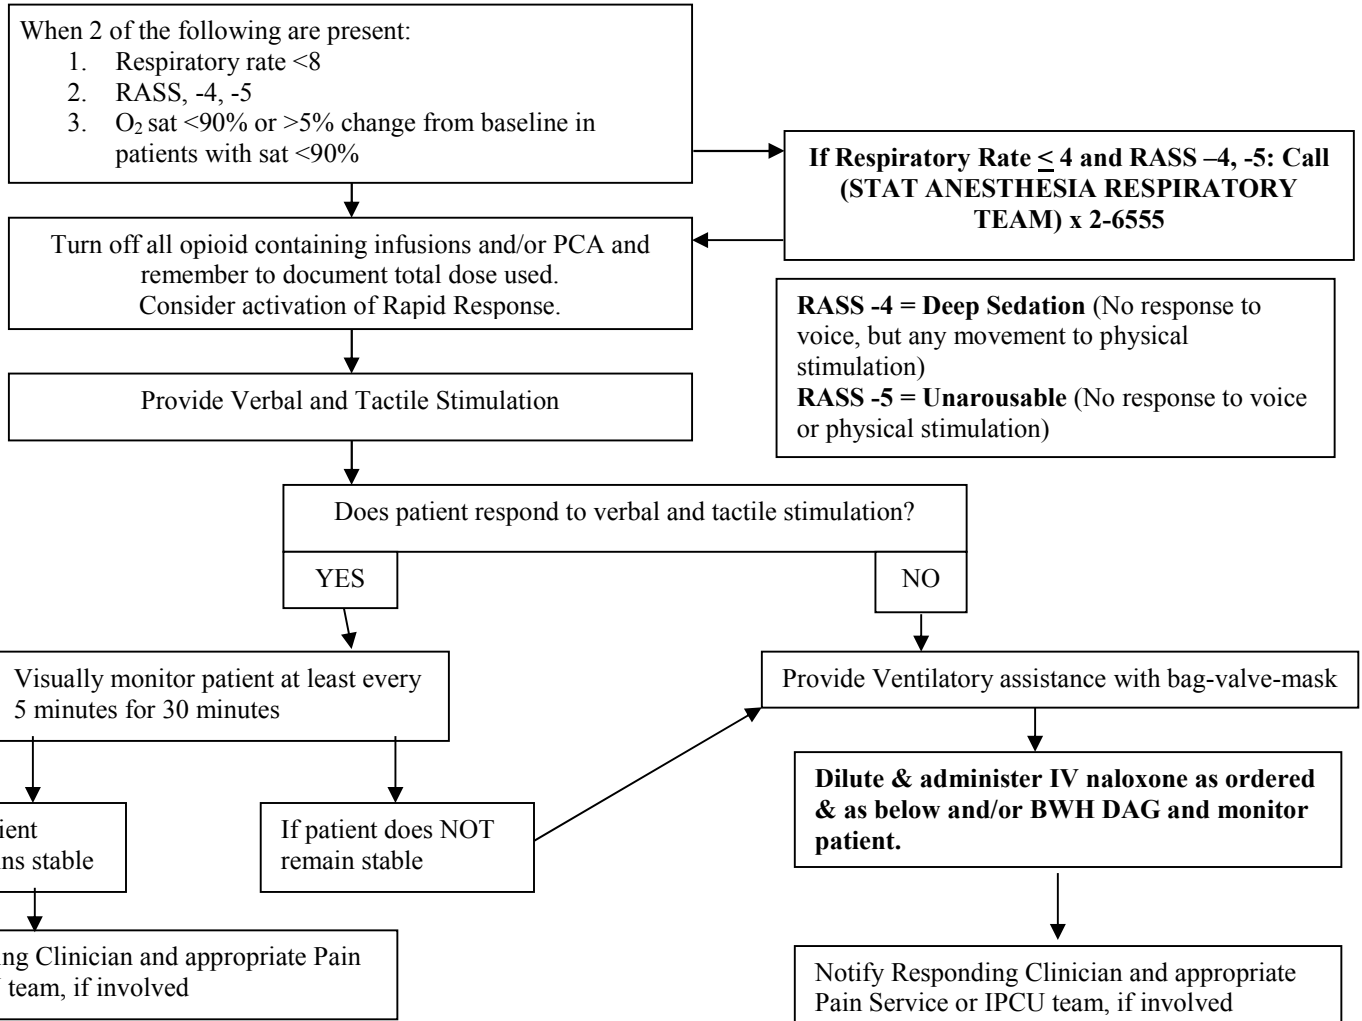 When 2 of the following are present:
1. Respiratory rate <8
2. RASS, -4, -5
3. O₂ sat <90% or >5% change from baseline in
patients with sat <90%
If Respiratory Rate ≤ 4 and RASS –4, -5: Call
(STAT ANESTHESIA RESPIRATORY
TEAM) x 2-6555
Turn off all opioid containing infusions and/or PCA and
remember to document total dose used.
Consider activation of Rapid Response.
RASS -4 = Deep Sedation (No response to
voice, but any movement to physical
stimulation)
RASS -5 = Unarousable (No response to voice
or physical stimulation)
Provide Verbal and Tactile Stimulation
Does patient respond to verbal and tactile stimulation?
YES
NO
Visually monitor patient at least every
5 minutes for 30 minutes
Provide Ventilatory assistance with bag-valve-mask
Dilute & administer IV naloxone as ordered
& as below and/or BWH DAG and monitor
patient.
stable
If patient does NOT
remain stable
Clinician and appropriate Pain
team, if involved
Notify Responding Clinician and appropriate
Pain Service or IPCU team, if involved